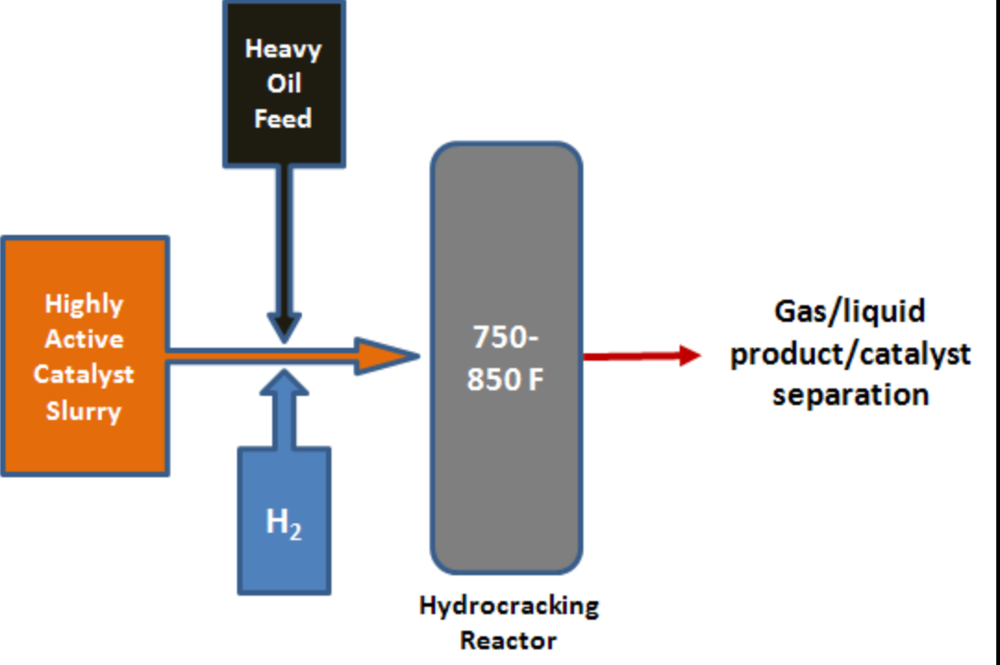 Heavy
Oil
Feed
Highly
Active
Catalyst
Slurry
H₂
750-
850 F
Hydrocracking
Reactor
Gas/liquid
product/catalyst
separation